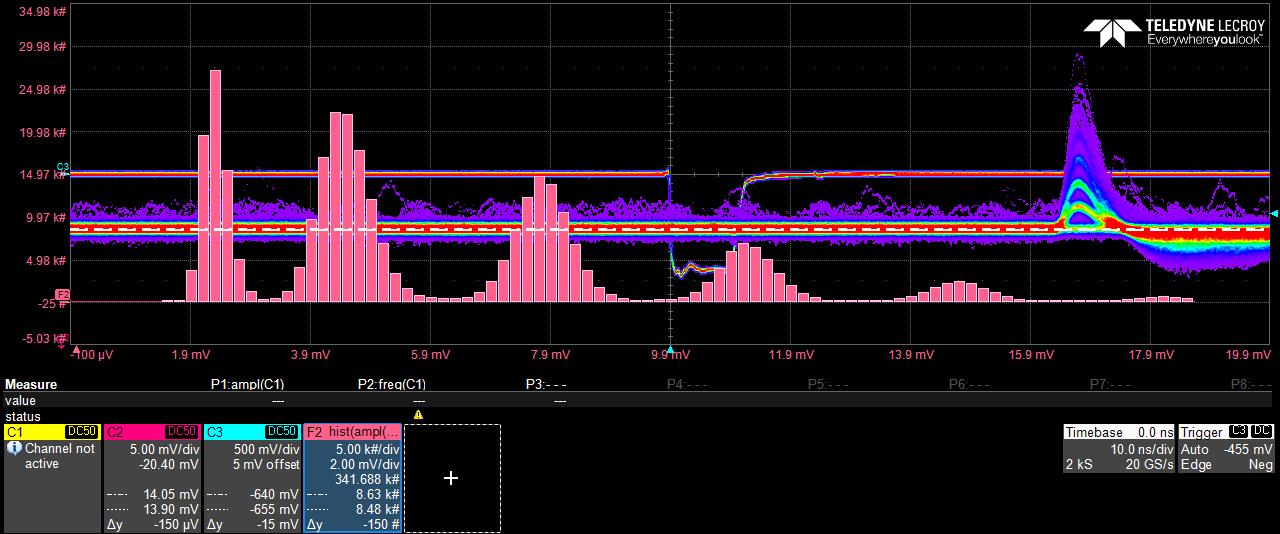 34.98 k#
TELEDYNE LECROY
Everywhereyoulook™
29.98 k#
24.98 k#
19.98 k#
C3
14.97 k#
9.97 k#
4.98 k#
F2
-25 #
-5.03 k#
-100 µV 1.9 mV 3.9 mV 5.9 mV 7.9 mV 9.9 mV 11.9 mV 13.9 mV 15.9 mV 17.9 mV 19.9 mV
Measure P1:ampl(C1) P2:freq(C1) P3:- - - P4:- - - P5:- - - P6:- - - P7:- - - P8:- - -
value --- --- ---
status
C1 DC50
Channel not
active
C2 DC50
5.00 mV/div
-20.40 mV
14.05 mV
13.90 mV
Δy -150 µV
C3 DC50
500 mV/div
5 mV offset
-640 mV
-655 mV
Δy -15 mV
F2 hist(ampl(...
5.00 k#/div
2.00 mV/div
341.688 k#
8.63 k#
8.48 k#
Δy -150 #
+
Timebase 0.0 ns
10.0 ns/div
2 kS 20 GS/s
Trigger C3 DC
Auto -455 mV
Edge Neg